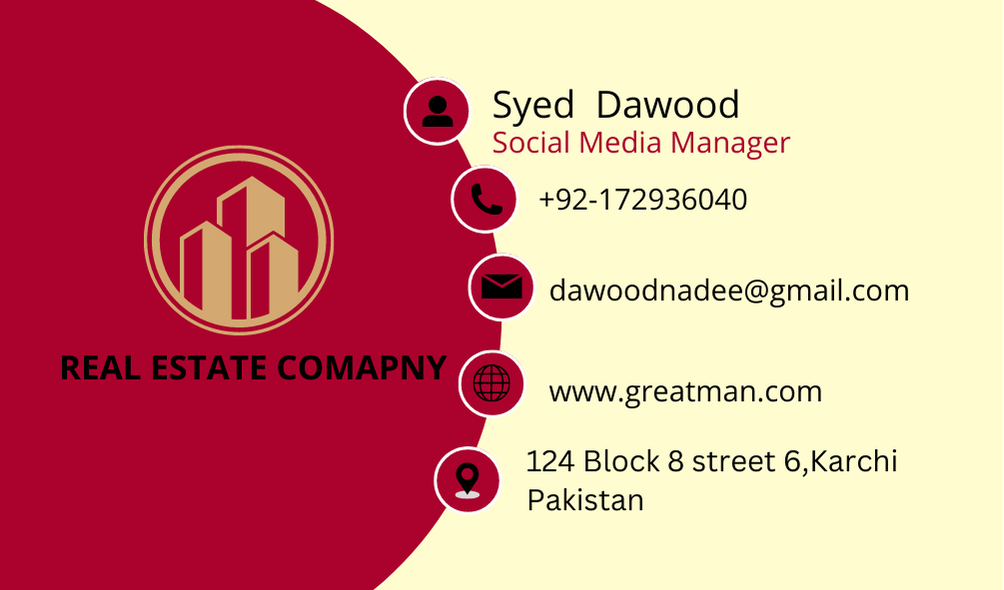 REAL ESTATE COMAPNY
Syed Dawood
Social Media Manager
+92-172936040
dawoodnadee@gmail.com
www.greatman.com
124 Block 8 street 6,Karchi
Pakistan